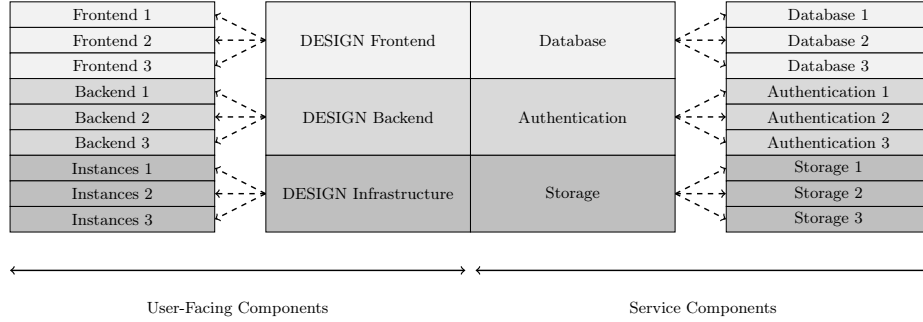 Frontend 1
Frontend 2
Frontend 3
Backend 1
Backend 2
Backend 3
Instances 1
Instances 2
Instances 3
DESIGN Frontend
DESIGN Backend
DESIGN Infrastructure
Database
Authentication
Storage
Database 1
Database 2
Database 3
Authentication 1
Authentication 2
Authentication 3
Storage 1
Storage 2
Storage 3
User-Facing Components
Service Components